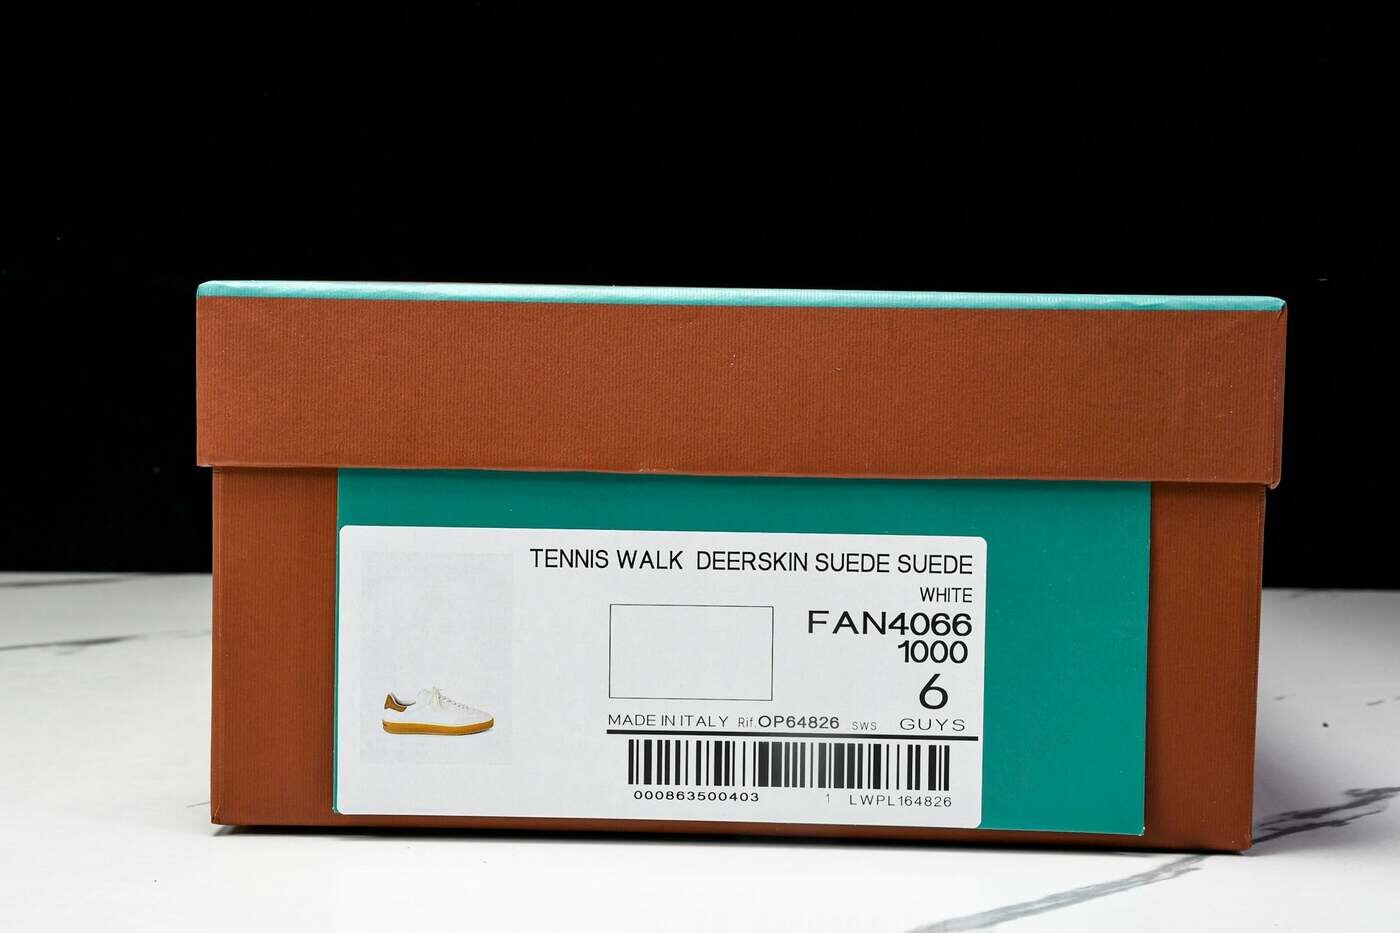 TENNIS WALK DEERSKIN SUEDE SUEDE
WHITE
FAN4066
1000
6
MADE IN ITALY Rif. OP64826 SWS GUYS
000863500403 1 LWPL164826